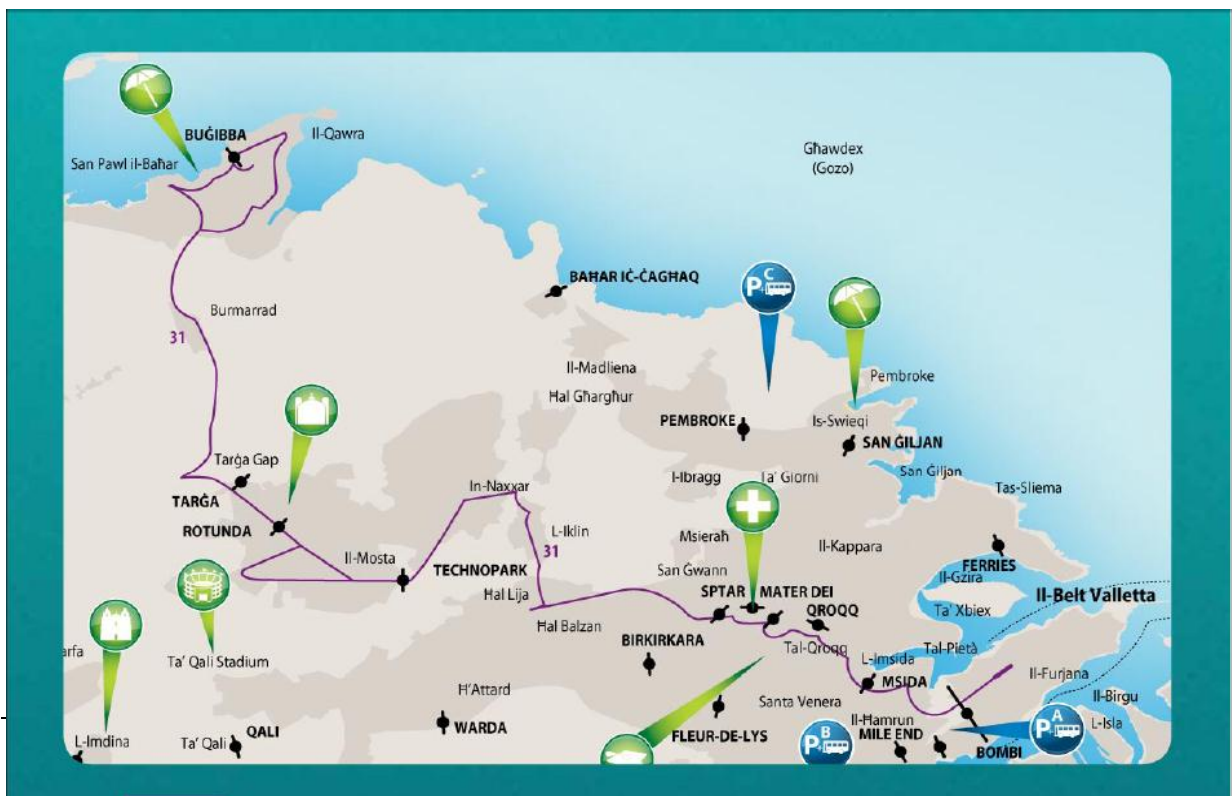 BUĠIBBA
Il-Qawra
San Pawl il-Baħar
Għawdex
(Gozo)
BAĦAR IĊ-ĊAGĦAQ
P+
C
Burmarrad
31
Il-Madliena
Ħal Għargħur
Pembroke
PEMBROKE
Is-Swieqi
SAN ĠILJAN
Tarġa Gap
TARĠA
ROTUNDA
In-Naxxar
l-Ibragg
Ta' Giorni
San Ġiljan
Tas-Sliema
L-Iklin
31
Msieraħ
Il-Kappara
Il-Mosta
TECHNOPARK
San Ġwann
FERRIES
Il-Gzira
Ħal Lija
SPTAR
MATER DEI
QROQQ
Ta' Xbiex
Il-Belt Valletta
Ħal Balzan
BIRKIRKARA
Tal-Qroqq
L-Imsida
Tal-Pietà
arfa
Ta' Qali Stadium
MSIDA
Il-Furjana
H'Attard
Santa Venera
Il-Birgu
L-Isla
WARDA
FLEUR-DE-LYS
P+
B
Il-Ħamrun
MILE END
P+
A
BOMBI
L-Imdina
Ta' Qali
QALI